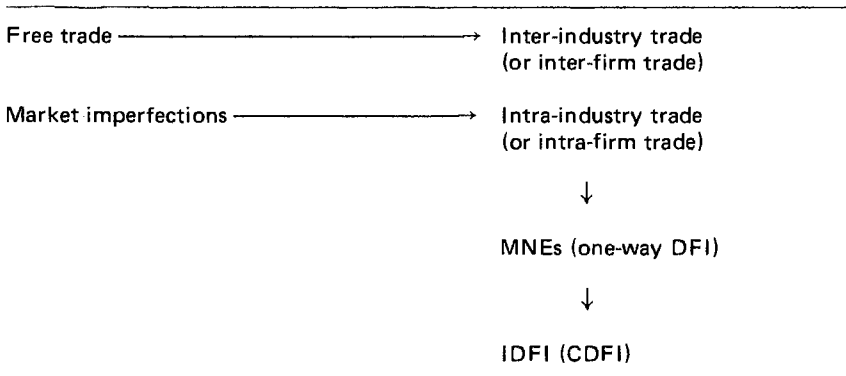 Free trade → Inter-industry trade
(or inter-firm trade)
Market imperfections → Intra-industry trade
(or intra-firm trade)
↓
MNEs (one-way DFI)
↓
IDFI (CDFI)